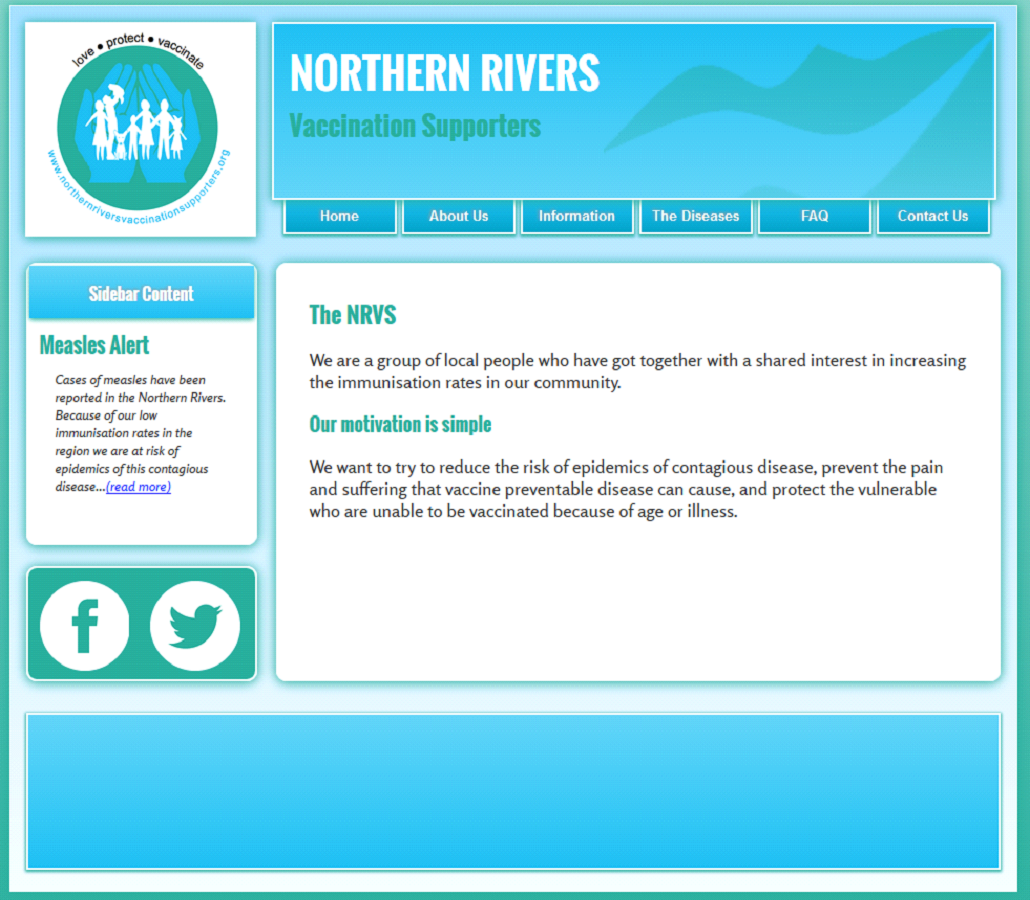 love • protect • vaccinate
www.northernriversvaccinationsupporters.org
NORTHERN RIVERS
Vaccination Supporters
Home About Us Information The Diseases FAQ Contact Us
Sidebar Content
Measles Alert
Cases of measles have been
reported in the Northern Rivers.
Because of our low
immunisation rates in the
region we are at risk of
epidemics of this contagious
disease...(read more)
The NRVS
We are a group of local people who have got together with a shared interest in increasing
the immunisation rates in our community.
Our motivation is simple
We want to try to reduce the risk of epidemics of contagious disease, prevent the pain
and suffering that vaccine preventable disease can cause, and protect the vulnerable
who are unable to be vaccinated because of age or illness.